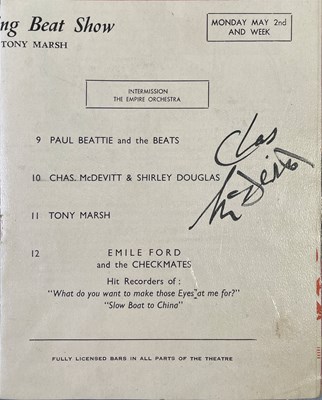 ng Beat Show
TONY MARSH
MONDAY MAY 2nd
AND WEEK
INTERMISSION
THE EMPIRE ORCHESTRA
9 PAUL BEATTIE and the BEATS
10 CHAS. McDEVITT & SHIRLEY DOUGLAS
11 TONY MARSH
12 EMILE FORD
and the CHECKMATES
Hit Recorders of :
"What do you want to make those Eyes" at me for?"
"Slow Boat to China"
Chas
McDevitt
FULLY LICENSED BARS IN ALL PARTS OF THE THEATRE